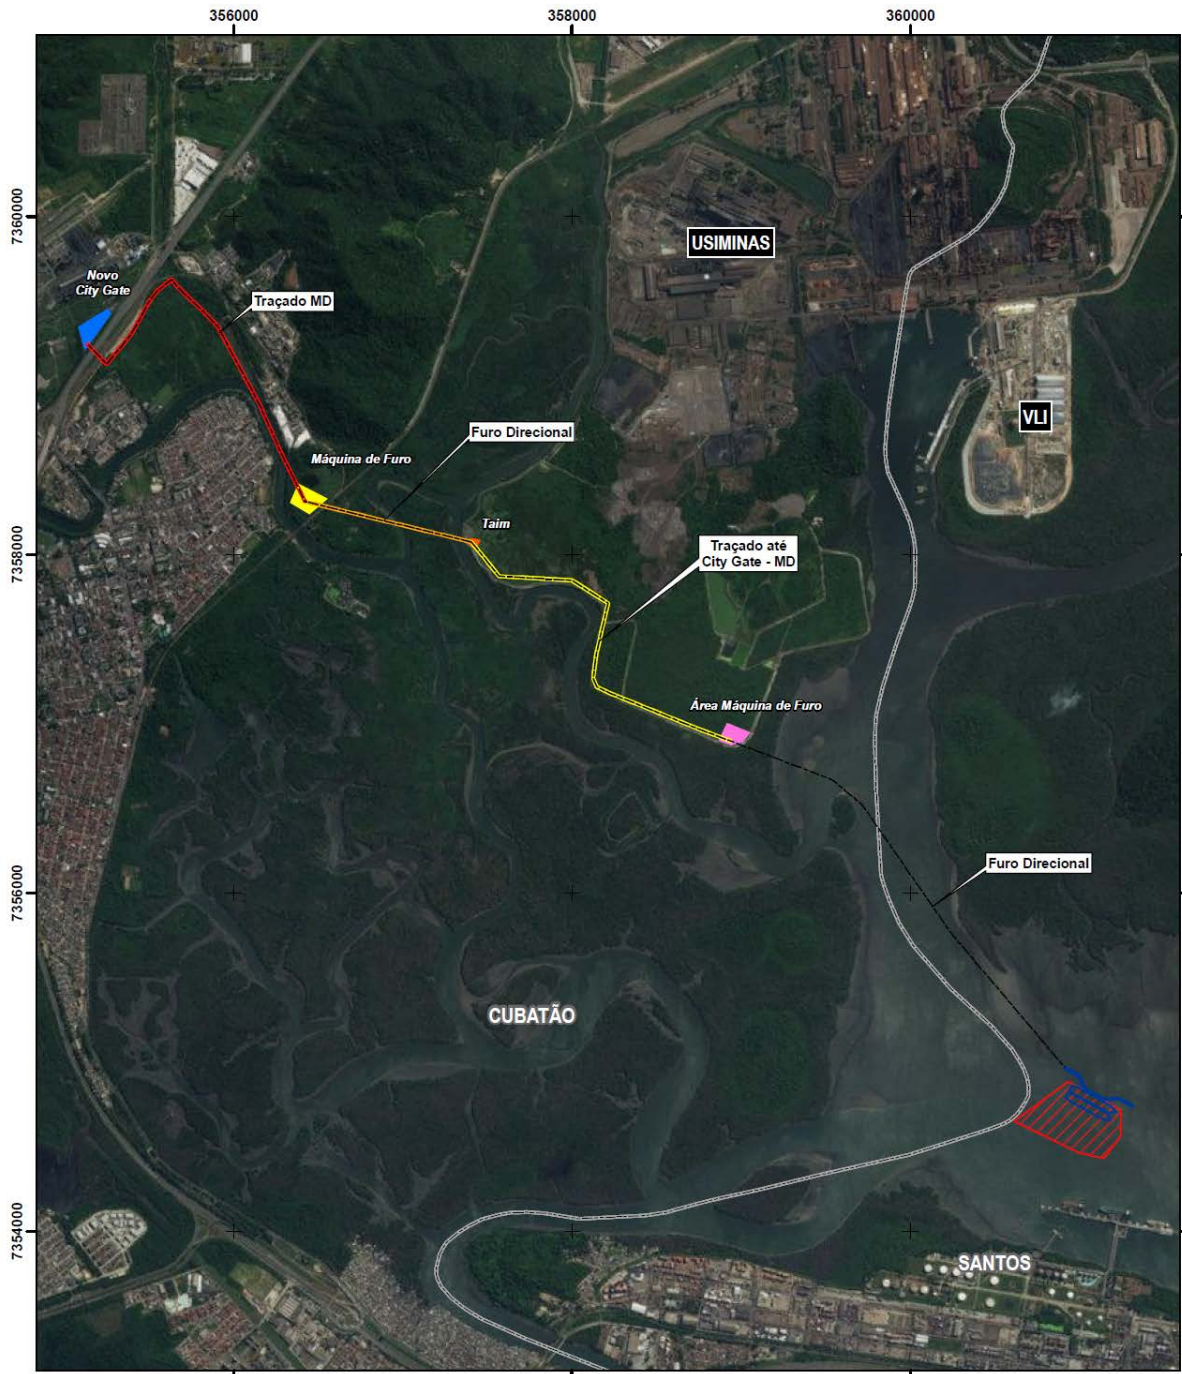 356000
358000
360000
7360000
USIMINAS
Novo
City Gate
Traçado MD
VLI
Furo Direcional
Máquina de Furo
Taim
Traçado até
City Gate - MD
7358000
Área Máquina de Furo
Furo Direcional
7356000
CUBATÃO
7354000
SANTOS